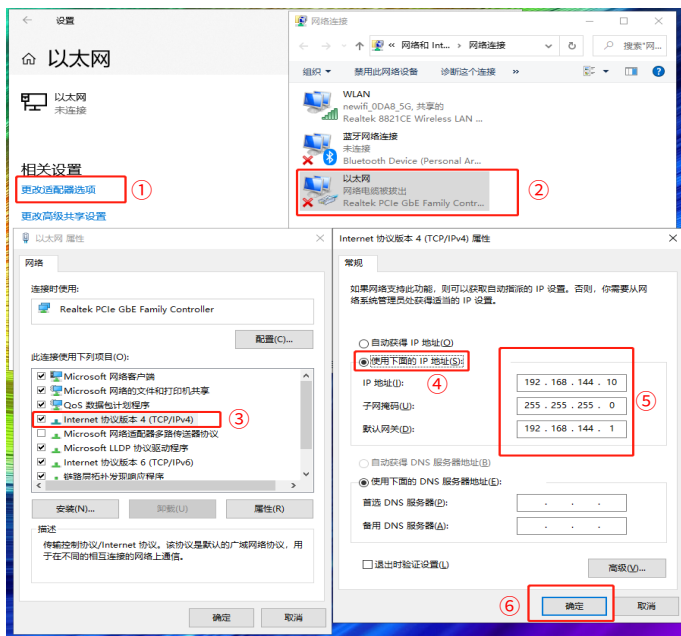 设置
以太网
以太网
未连接
相关设置
更改适配器选项
①
更改高级共享设置
网络连接
« 网络和 Int... › 网络连接
搜索"网...
组织
禁用此网络设备
诊断这个连接
»
WLAN
newifi_0DA8_5G, 共享的
Realtek 8821CE Wireless LAN ...
蓝牙网络连接
未连接
Bluetooth Device (Personal Ar...
以太网
网络电缆被拔出
Realtek PCIe GbE Family Contr...
②
以太网 属性
网络
连接时使用:
Realtek PCIe GbE Family Controller
配置(C)...
此连接使用下列项目(O):
Microsoft 网络客户端
Microsoft 网络的文件和打印机共享
QoS 数据包计划程序
Internet 协议版本 4 (TCP/IPv4)
③
Microsoft 网络适配器多路传送器协议
Microsoft LLDP 协议驱动程序
Internet 协议版本 6 (TCP/IPv6)
链路层拓扑发现响应程序
安装(N)...
卸载(U)
属性(R)
描述
传输控制协议/Internet 协议。该协议是默认的广域网络协议，用
于在不同的相互连接的网络上通信。
确定
取消
Internet 协议版本 4 (TCP/IPv4) 属性
常规
如果网络支持此功能，则可以获取自动指派的 IP 设置。否则，你需要从网
络系统管理员处获得适当的 IP 设置。
自动获得 IP 地址(O)
使用下面的 IP 地址(S):
④
IP 地址(I):
192 . 168 . 144 . 10
子网掩码(U):
255 . 255 . 255 . 0
⑤
默认网关(D):
192 . 168 . 144 . 1
自动获得 DNS 服务器地址(B)
使用下面的 DNS 服务器地址(E):
首选 DNS 服务器(P):
. . .
备用 DNS 服务器(A):
. . .
退出时验证设置(L)
高级(V)...
⑥
确定
取消